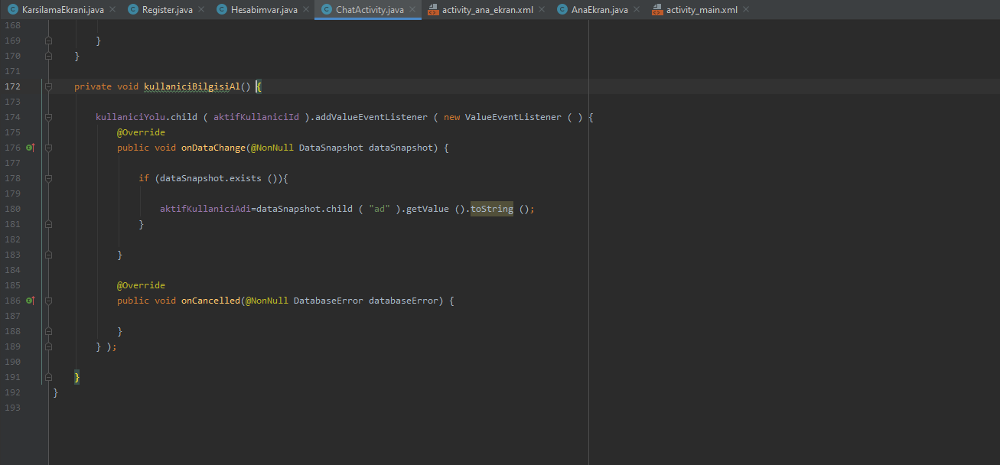 KarsilamaEkrani.java Register.java Hesabimvar.java ChatActivity.java activity_ana_ekran.xml AnaEkran.java activity_main.xml
168
169 }
170 }
171
172 private void kullaniciBilgisiAl() {
173
174 kullaniciYolu.child ( aktifKullaniciId ).addValueEventListener ( new ValueEventListener ( ) {
175 @Override
176 public void onDataChange(@NonNull DataSnapshot dataSnapshot) {
177
178 if (dataSnapshot.exists ()){
179
180 aktifKullaniciAdi=dataSnapshot.child ( "ad" ).getValue ().toString ();
181 }
182
183 }
184
185 @Override
186 public void onCancelled(@NonNull DatabaseError databaseError) {
187
188 }
189 } );
190
191 }
192 }
193